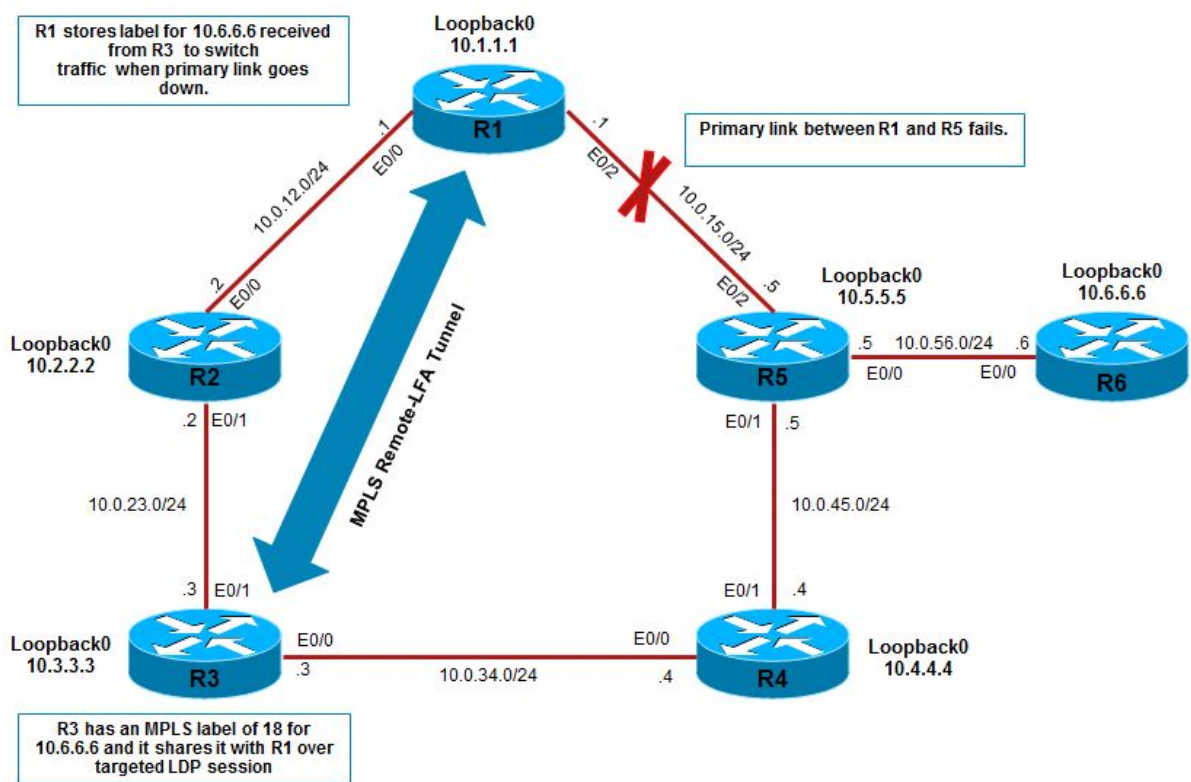 R1 stores label for 10.6.6.6 received
from R3 to switch
traffic when primary link goes
down.
Loopback0
10.1.1.1
R1
.1
E0/0
.1
E0/2
Primary link between R1 and R5 fails.
10.0.12.0/24
10.0.15.0/24
MPLS Remote-LFA Tunnel
.2
E0/0
.5
E0/2
Loopback0
10.2.2.2
R2
Loopback0
10.5.5.5
R5
Loopback0
10.6.6.6
R6
.5
10.0.56.0/24
.6
E0/0
E0/0
.2
E0/1
E0/1
.5
10.0.23.0/24
10.0.45.0/24
.3
E0/1
E0/1
.4
Loopback0
10.3.3.3
R3
E0/0
.3
10.0.34.0/24
E0/0
.4
R4
Loopback0
10.4.4.4
R3 has an MPLS label of 18 for
10.6.6.6 and it shares it with R1 over
targeted LDP session